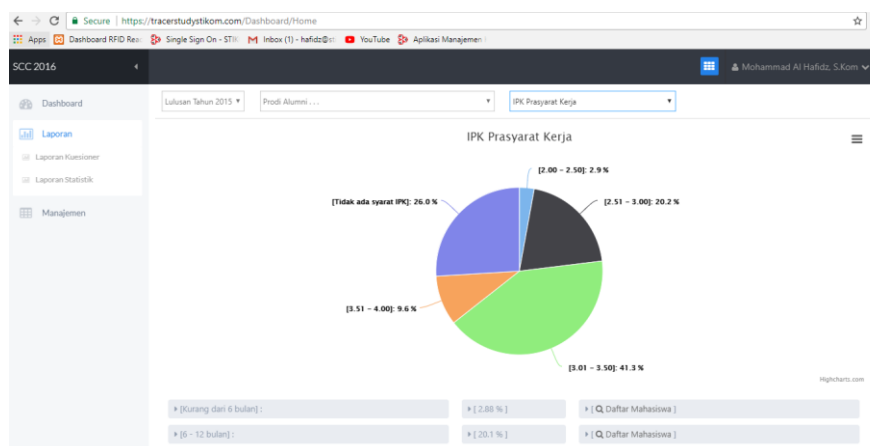 Secure | https://tracerstudystikom.com/Dashboard/Home
Apps Dashboard RFID Rea Single Sign On - STI Inbox (1) - hafidz@st YouTube Aplikasi Manajemen
SCC 2016 Mohammad Al Hafidz, S.Kom
Dashboard
Lulusan Tahun 2015 Prodi Alumni . . . IPK Prasyarat Kerja
Laporan
Laporan Kuesioner
Laporan Statistik
Manajemen
IPK Prasyarat Kerja
[2.00 - 2.50]: 2.9 %
[Tidak ada syarat IPK]: 26.0 %
[2.51 - 3.00]: 20.2 %
[3.51 - 4.00]: 9.6 %
[3.01 - 3.50]: 41.3 %
Highcharts.com
[Kurang dari 6 bulan] : [ 2.88 % ] [ Daftar Mahasiswa ]
[6 - 12 bulan] : [ 20.1 % ] [ Daftar Mahasiswa ]